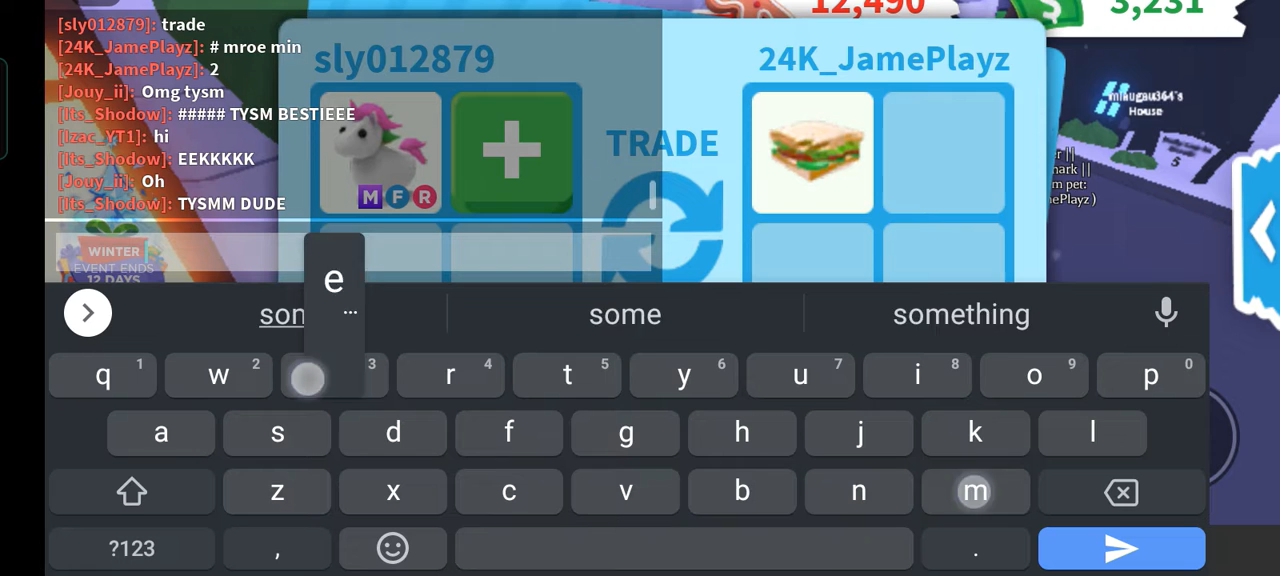 12,490
3,231
[sly012879]: trade
[24K_JamePlayz]: # mroe min
[24K_JamePlayz]: 2
[Jouy_ii]: Omg tysm
[Its_Shodow]: ##### TYSM BESTIEEE
[Izac_YT1]: hi
[Its_Shodow]: EEKKKKK
[Jouy_ii]: Oh
[Its_Shodow]: TYSMM DUDE
sly012879
24K_JamePlayz
M F R
TRADE
House
5
WINTER
EVENT ENDS
12 DAYS
e
...
som
some
something
q 1 w 2 3 r 4 t 5 y 6 u 7 i 8 o 9 p 0
a s d f g h j k l
z x c v b n m
?123 , .